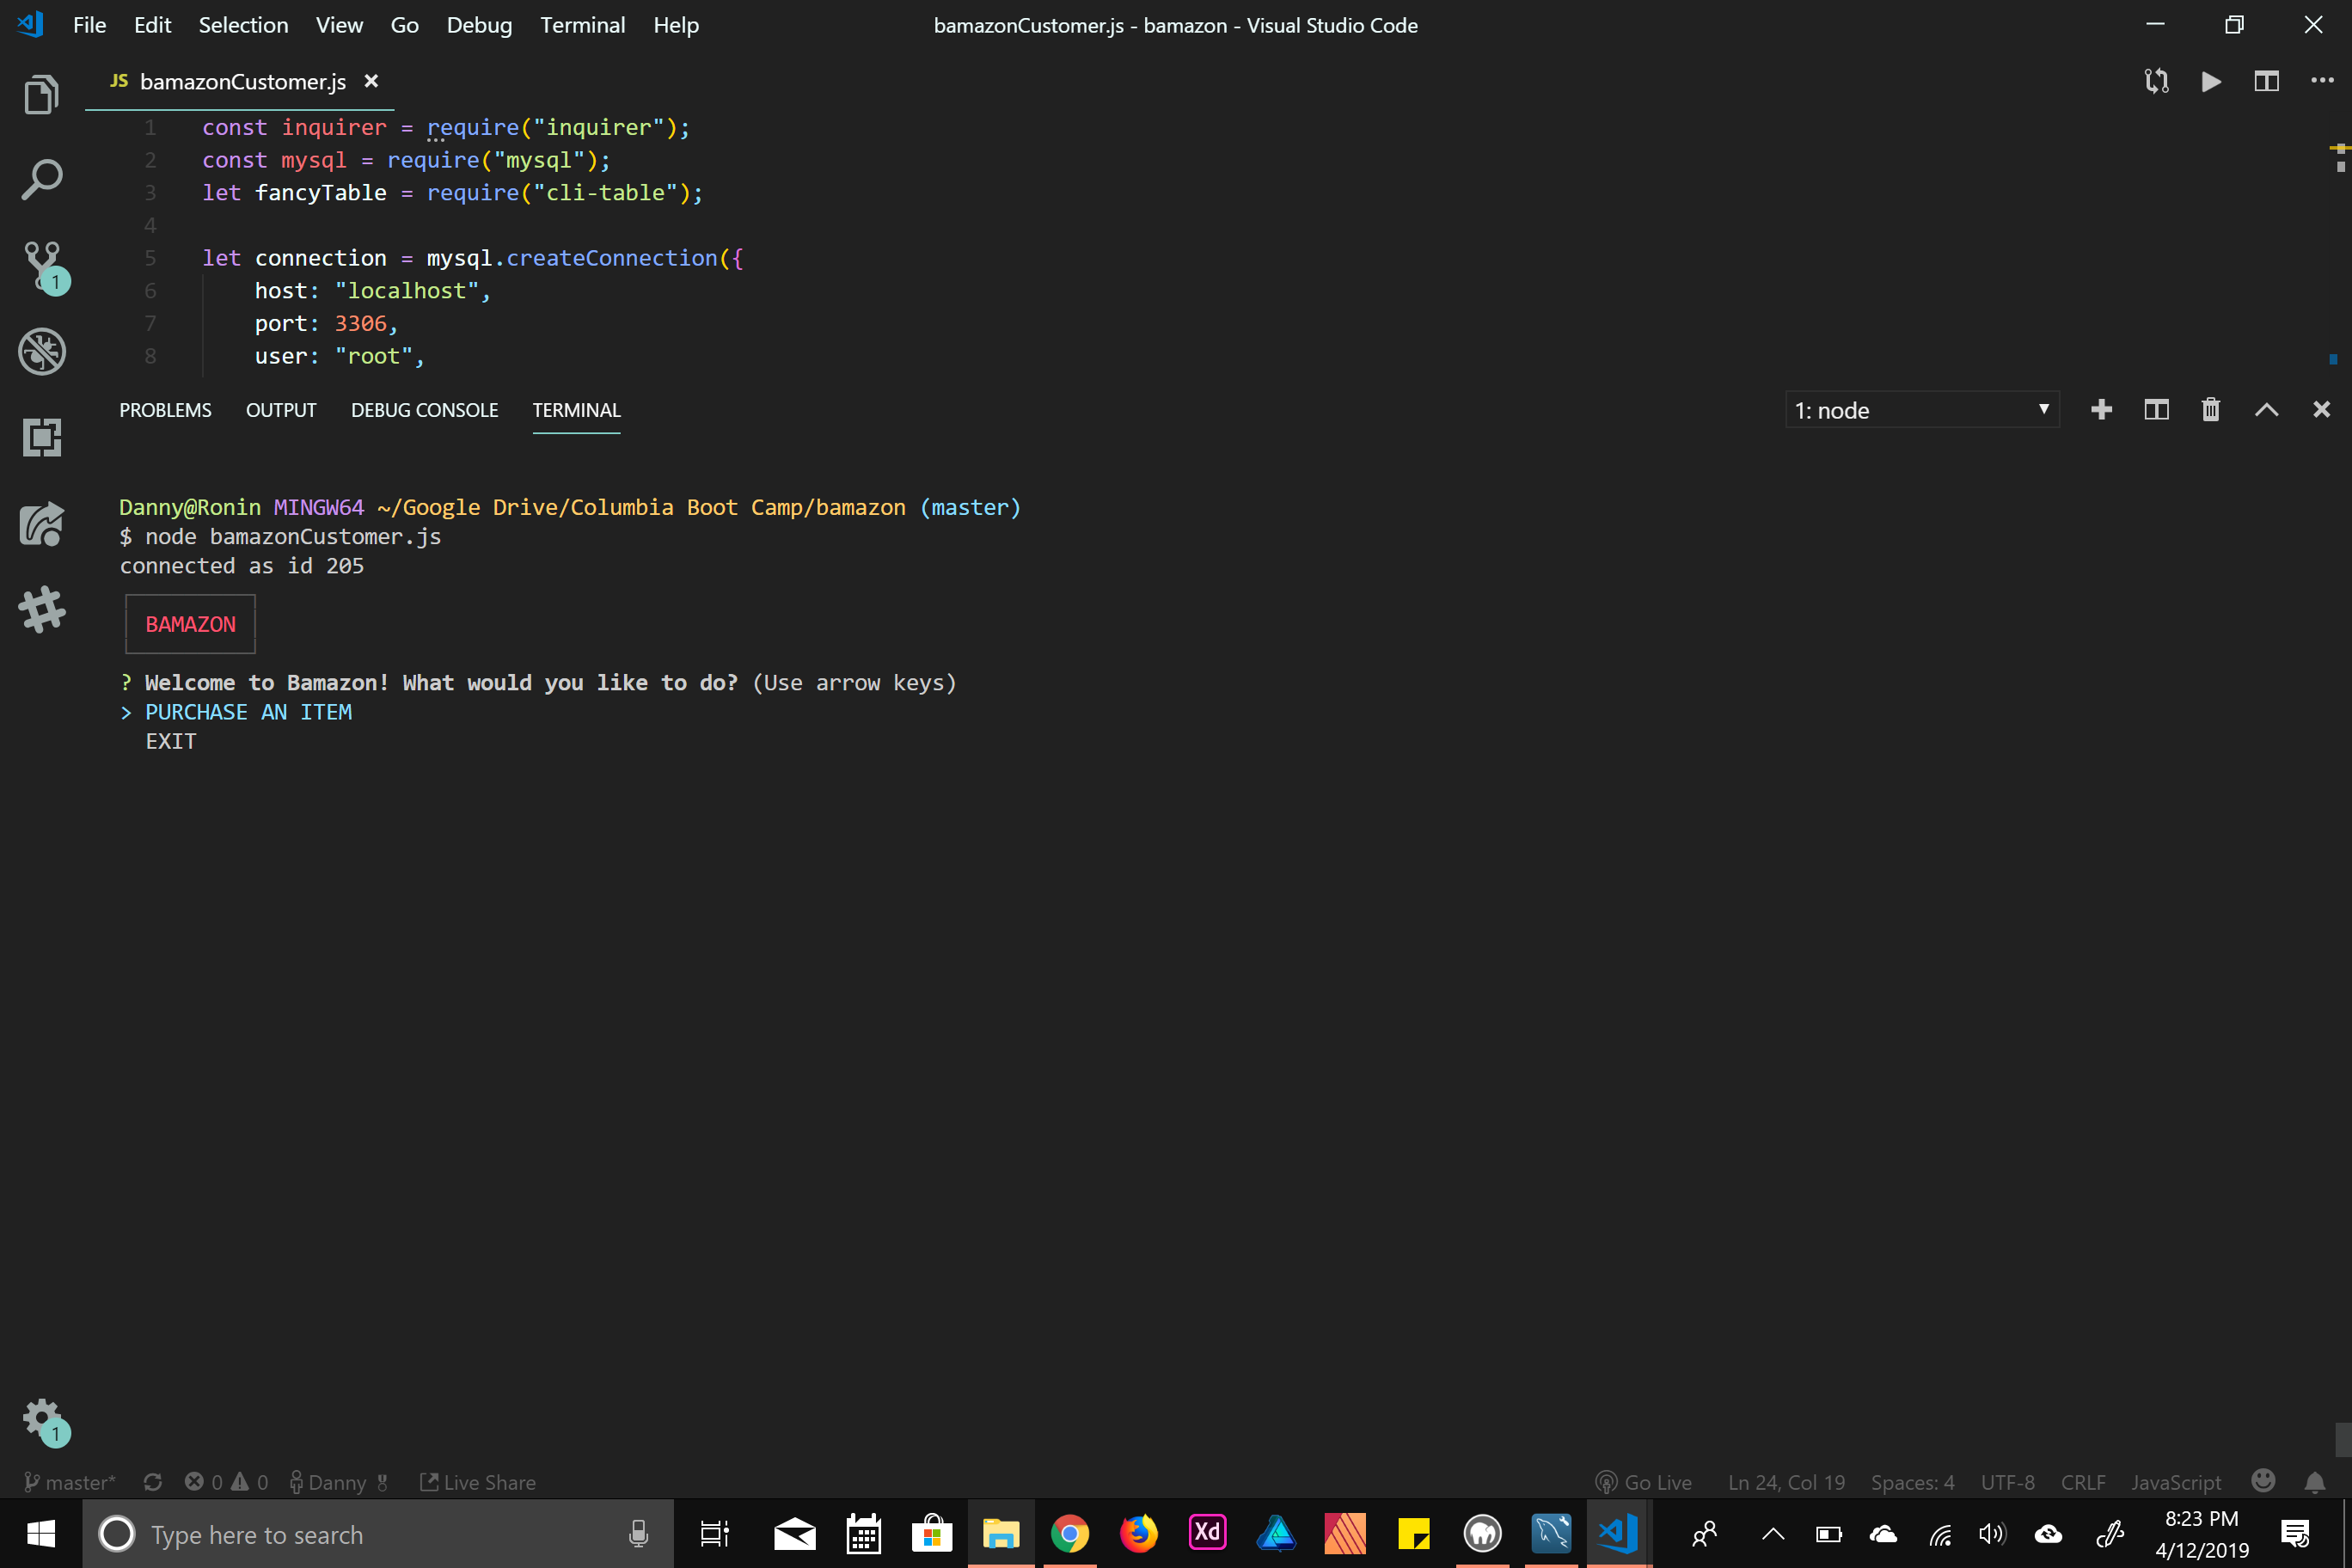 File Edit Selection View Go Debug Terminal Help
bamazonCustomer.js - bamazon - Visual Studio Code
JS bamazonCustomer.js
1 const inquirer = require("inquirer");
2 const mysql = require("mysql");
3 let fancyTable = require("cli-table");
4
5 let connection = mysql.createConnection({
6 host: "localhost",
7 port: 3306,
8 user: "root",
1
PROBLEMS OUTPUT DEBUG CONSOLE TERMINAL
1: node
Danny@Ronin MINGW64 ~/Google Drive/Columbia Boot Camp/bamazon (master)
$ node bamazonCustomer.js
connected as id 205
BAMAZON
? Welcome to Bamazon! What would you like to do? (Use arrow keys)
> PURCHASE AN ITEM
EXIT
1
master* 0 0 Danny Live Share Go Live Ln 24, Col 19 Spaces: 4 UTF-8 CRLF JavaScript
Type here to search
Xd
8:23 PM
4/12/2019